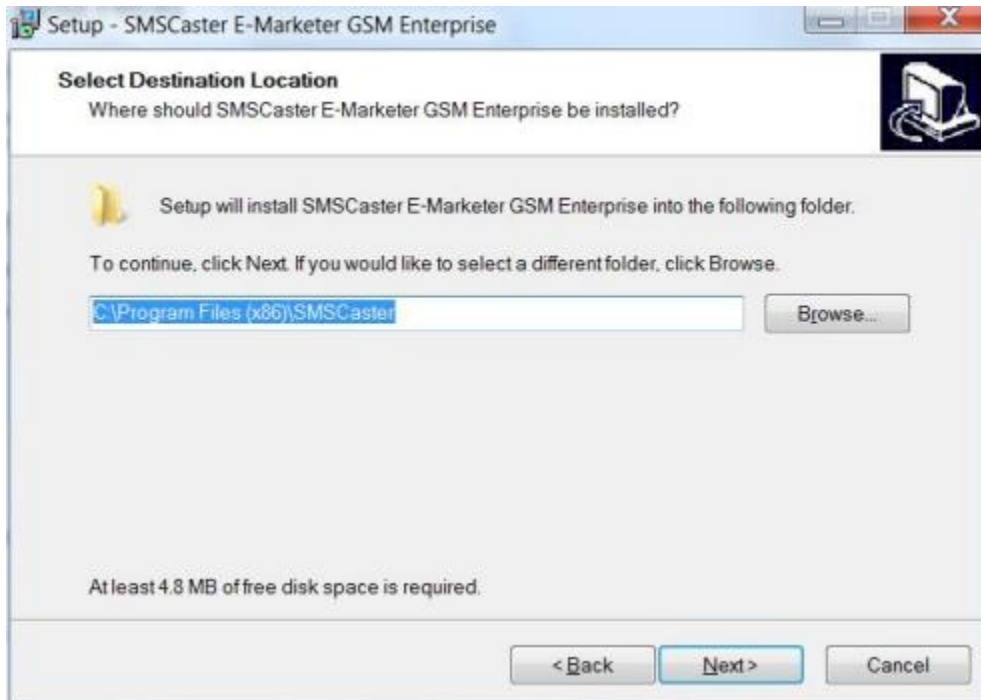 Setup - SMSCaster E-Marketer GSM Enterprise
Select Destination Location
Where should SMSCaster E-Marketer GSM Enterprise be installed?
Setup will install SMSCaster E-Marketer GSM Enterprise into the following folder.
To continue, click Next. If you would like to select a different folder, click Browse.
C:\Program Files (x86)\SMSCaster
Browse...
At least 4.8 MB of free disk space is required.
< Back
Next >
Cancel